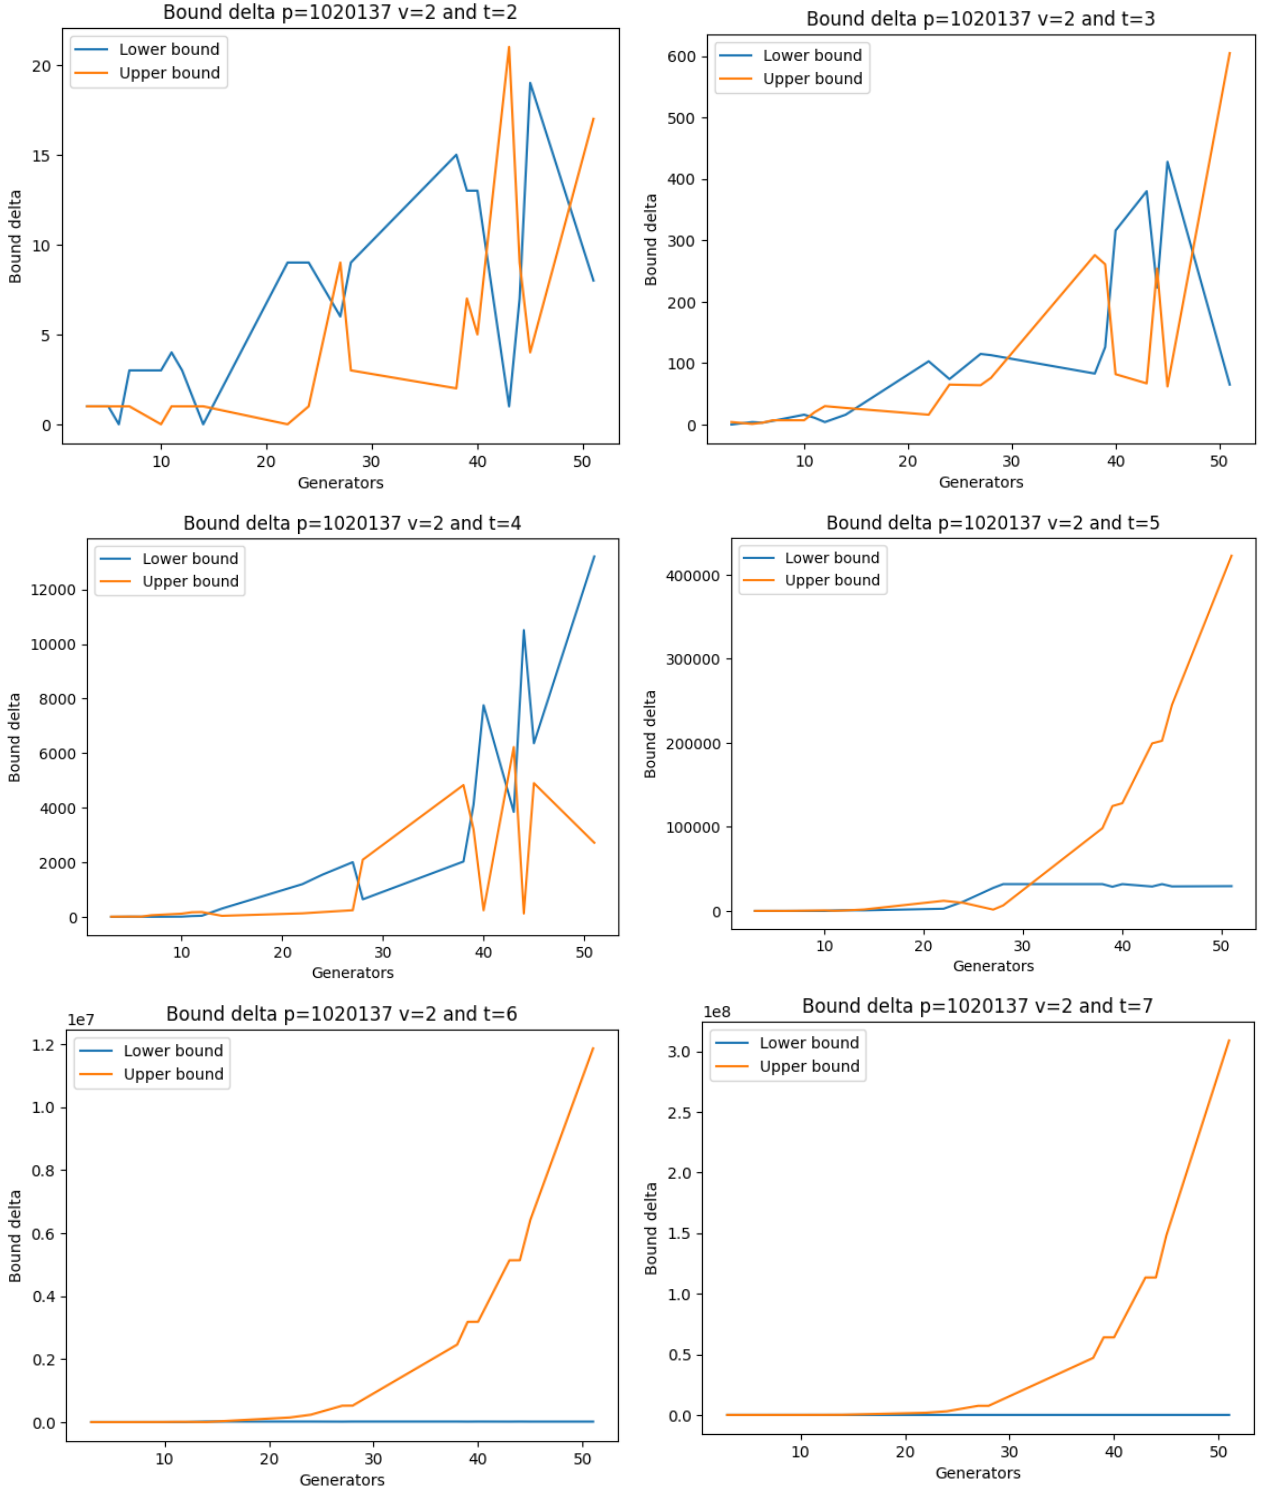 Bound delta p=1020137 v=2 and t=2
Lower bound
Upper bound
20
15
10
5
0
Bound delta
10
20
30
40
50
Generators
Bound delta p=1020137 v=2 and t=3
Lower bound
Upper bound
600
500
400
300
200
100
0
Bound delta
10
20
30
40
50
Generators
Bound delta p=1020137 v=2 and t=4
Lower bound
Upper bound
12000
10000
8000
6000
4000
2000
0
Bound delta
10
20
30
40
50
Generators
Bound delta p=1020137 v=2 and t=5
Lower bound
Upper bound
400000
300000
200000
100000
0
Bound delta
10
20
30
40
50
Generators
Bound delta p=1020137 v=2 and t=6
1e7
Lower bound
Upper bound
1.2
1.0
0.8
0.6
0.4
0.2
0.0
Bound delta
10
20
30
40
50
Generators
Bound delta p=1020137 v=2 and t=7
1e8
Lower bound
Upper bound
3.0
2.5
2.0
1.5
1.0
0.5
0.0
Bound delta
10
20
30
40
50
Generators